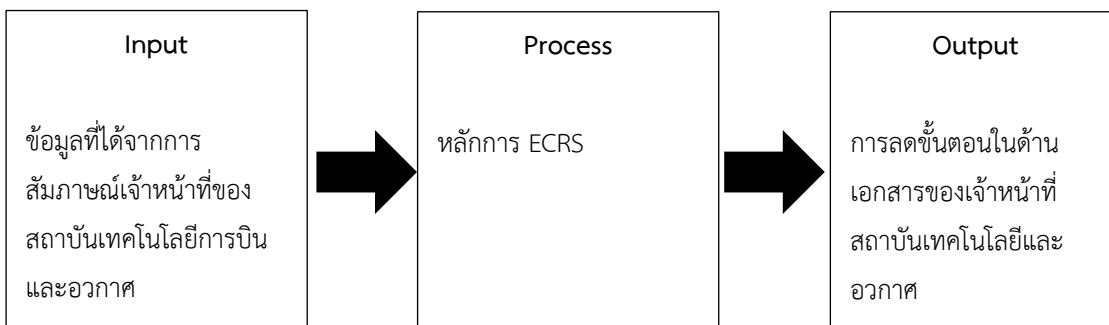 Input
ข้อมูลที่ได้จากการ
สัมภาษณ์เจ้าหน้าที่ของ
สถาบันเทคโนโลยีการบิน
และอวกาศ
Process
หลักการ ECRS
Output
การลดขั้นตอนในด้าน
เอกสารของเจ้าหน้าที่
สถาบันเทคโนโลยีและ
อวกาศ